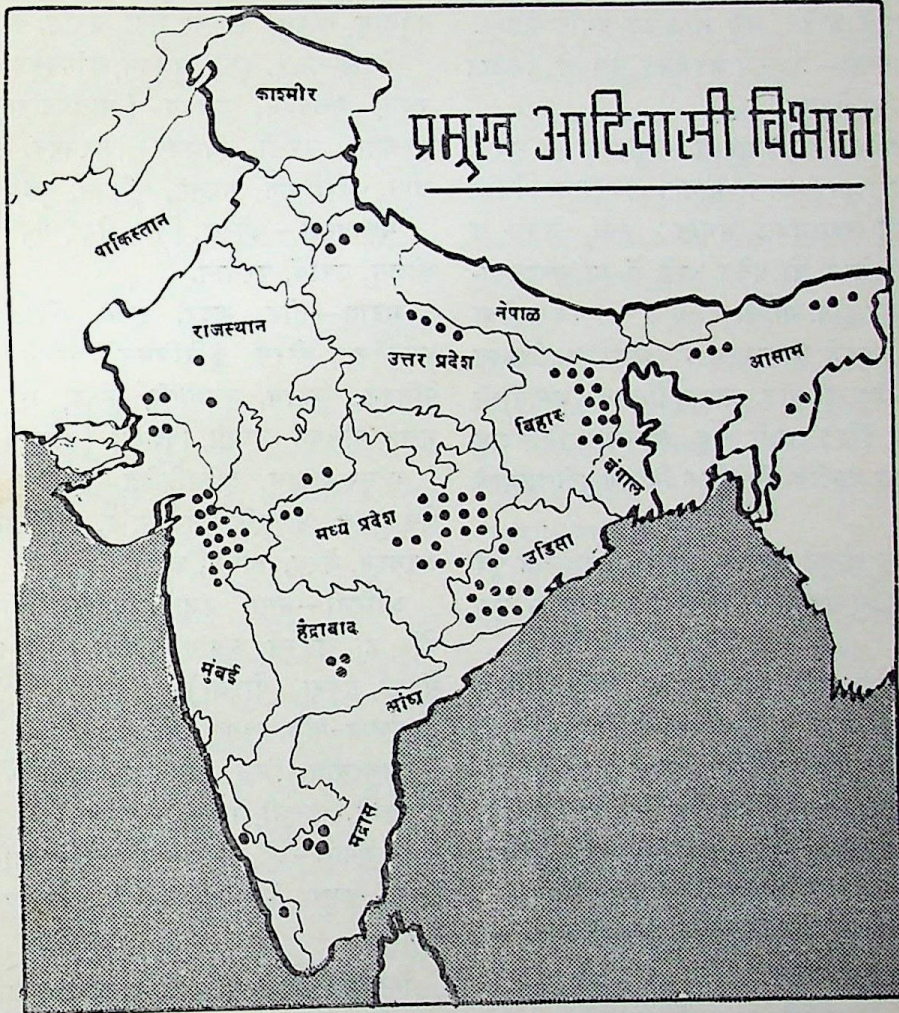 काश्मीर
प्रमुख आदिवासी विभाग
पाकिस्तान
राजस्थान
नेपाळ
उत्तर प्रदेश
आसाम
बिहार
बंगाल
मध्य प्रदेश
उडिसा
हैद्राबाद
मुंबई
आंध्र
मद्रास